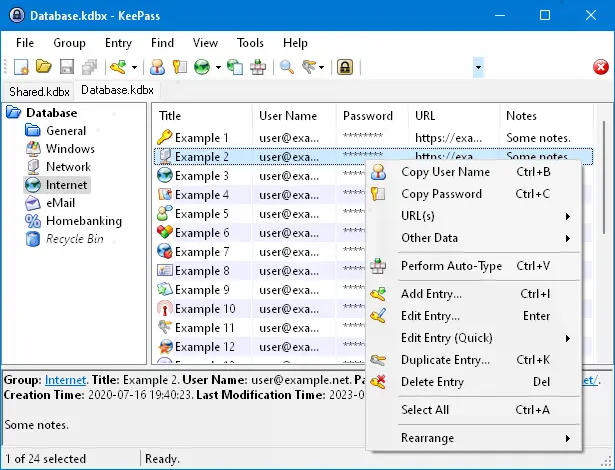 Database.kdbx - KeePass
File Group Entry Find View Tools Help
Shared.kdbx Database.kdbx
Database
General
Windows
Network
Internet
eMail
Homebanking
Recycle Bin
Title User Name Password URL Notes
Example 1 user@exa... ******** https://exa... Some notes.
Example 2 user@exa... ******** https://exa... Some notes.
Example 3 user@exa...
Example 4 user@exa...
Example 5 user@exa...
Example 6 user@exa...
Example 7 user@exa...
Example 8 user@exa...
Example 9 user@exa...
Example 10 user@exa...
Example 11 user@exa...
Example 12 user@exa...
Copy User Name Ctrl+B
Copy Password Ctrl+C
URL(s)
Other Data
Perform Auto-Type Ctrl+V
Add Entry... Ctrl+I
Edit Entry... Enter
Edit Entry (Quick)
Duplicate Entry... Ctrl+K
Delete Entry Del
Select All Ctrl+A
Rearrange
Group: Internet. Title: Example 2. User Name: user@example.net. Pa net/.
Creation Time: 2020-07-16 19:40:23. Last Modification Time: 2023-0
Some notes.
1 of 24 selected Ready.